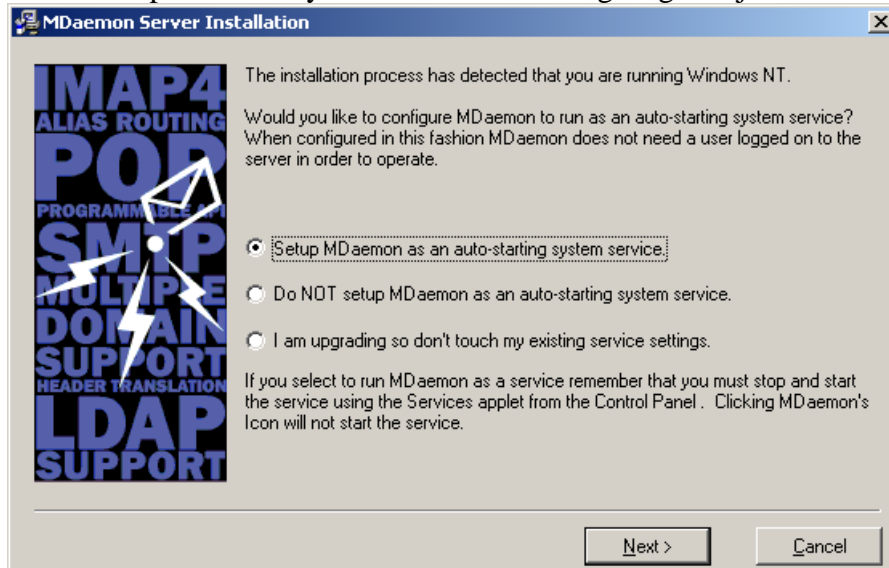 MDaemon Server Installation
IMAP4
ALIAS ROUTING
POP
PROGRAMMABLE API
SMTP
MULTIPLE
DOMAIN
SUPPORT
HEADER TRANSLATION
LDAP
SUPPORT
The installation process has detected that you are running Windows NT.
Would you like to configure MDaemon to run as an auto-starting system service?
When configured in this fashion MDaemon does not need a user logged on to the
server in order to operate.
Setup MDaemon as an auto-starting system service.
Do NOT setup MDaemon as an auto-starting system service.
I am upgrading so don't touch my existing service settings.
If you select to run MDaemon as a service remember that you must stop and start
the service using the Services applet from the Control Panel . Clicking MDaemon's
Icon will not start the service.
Next >
Cancel